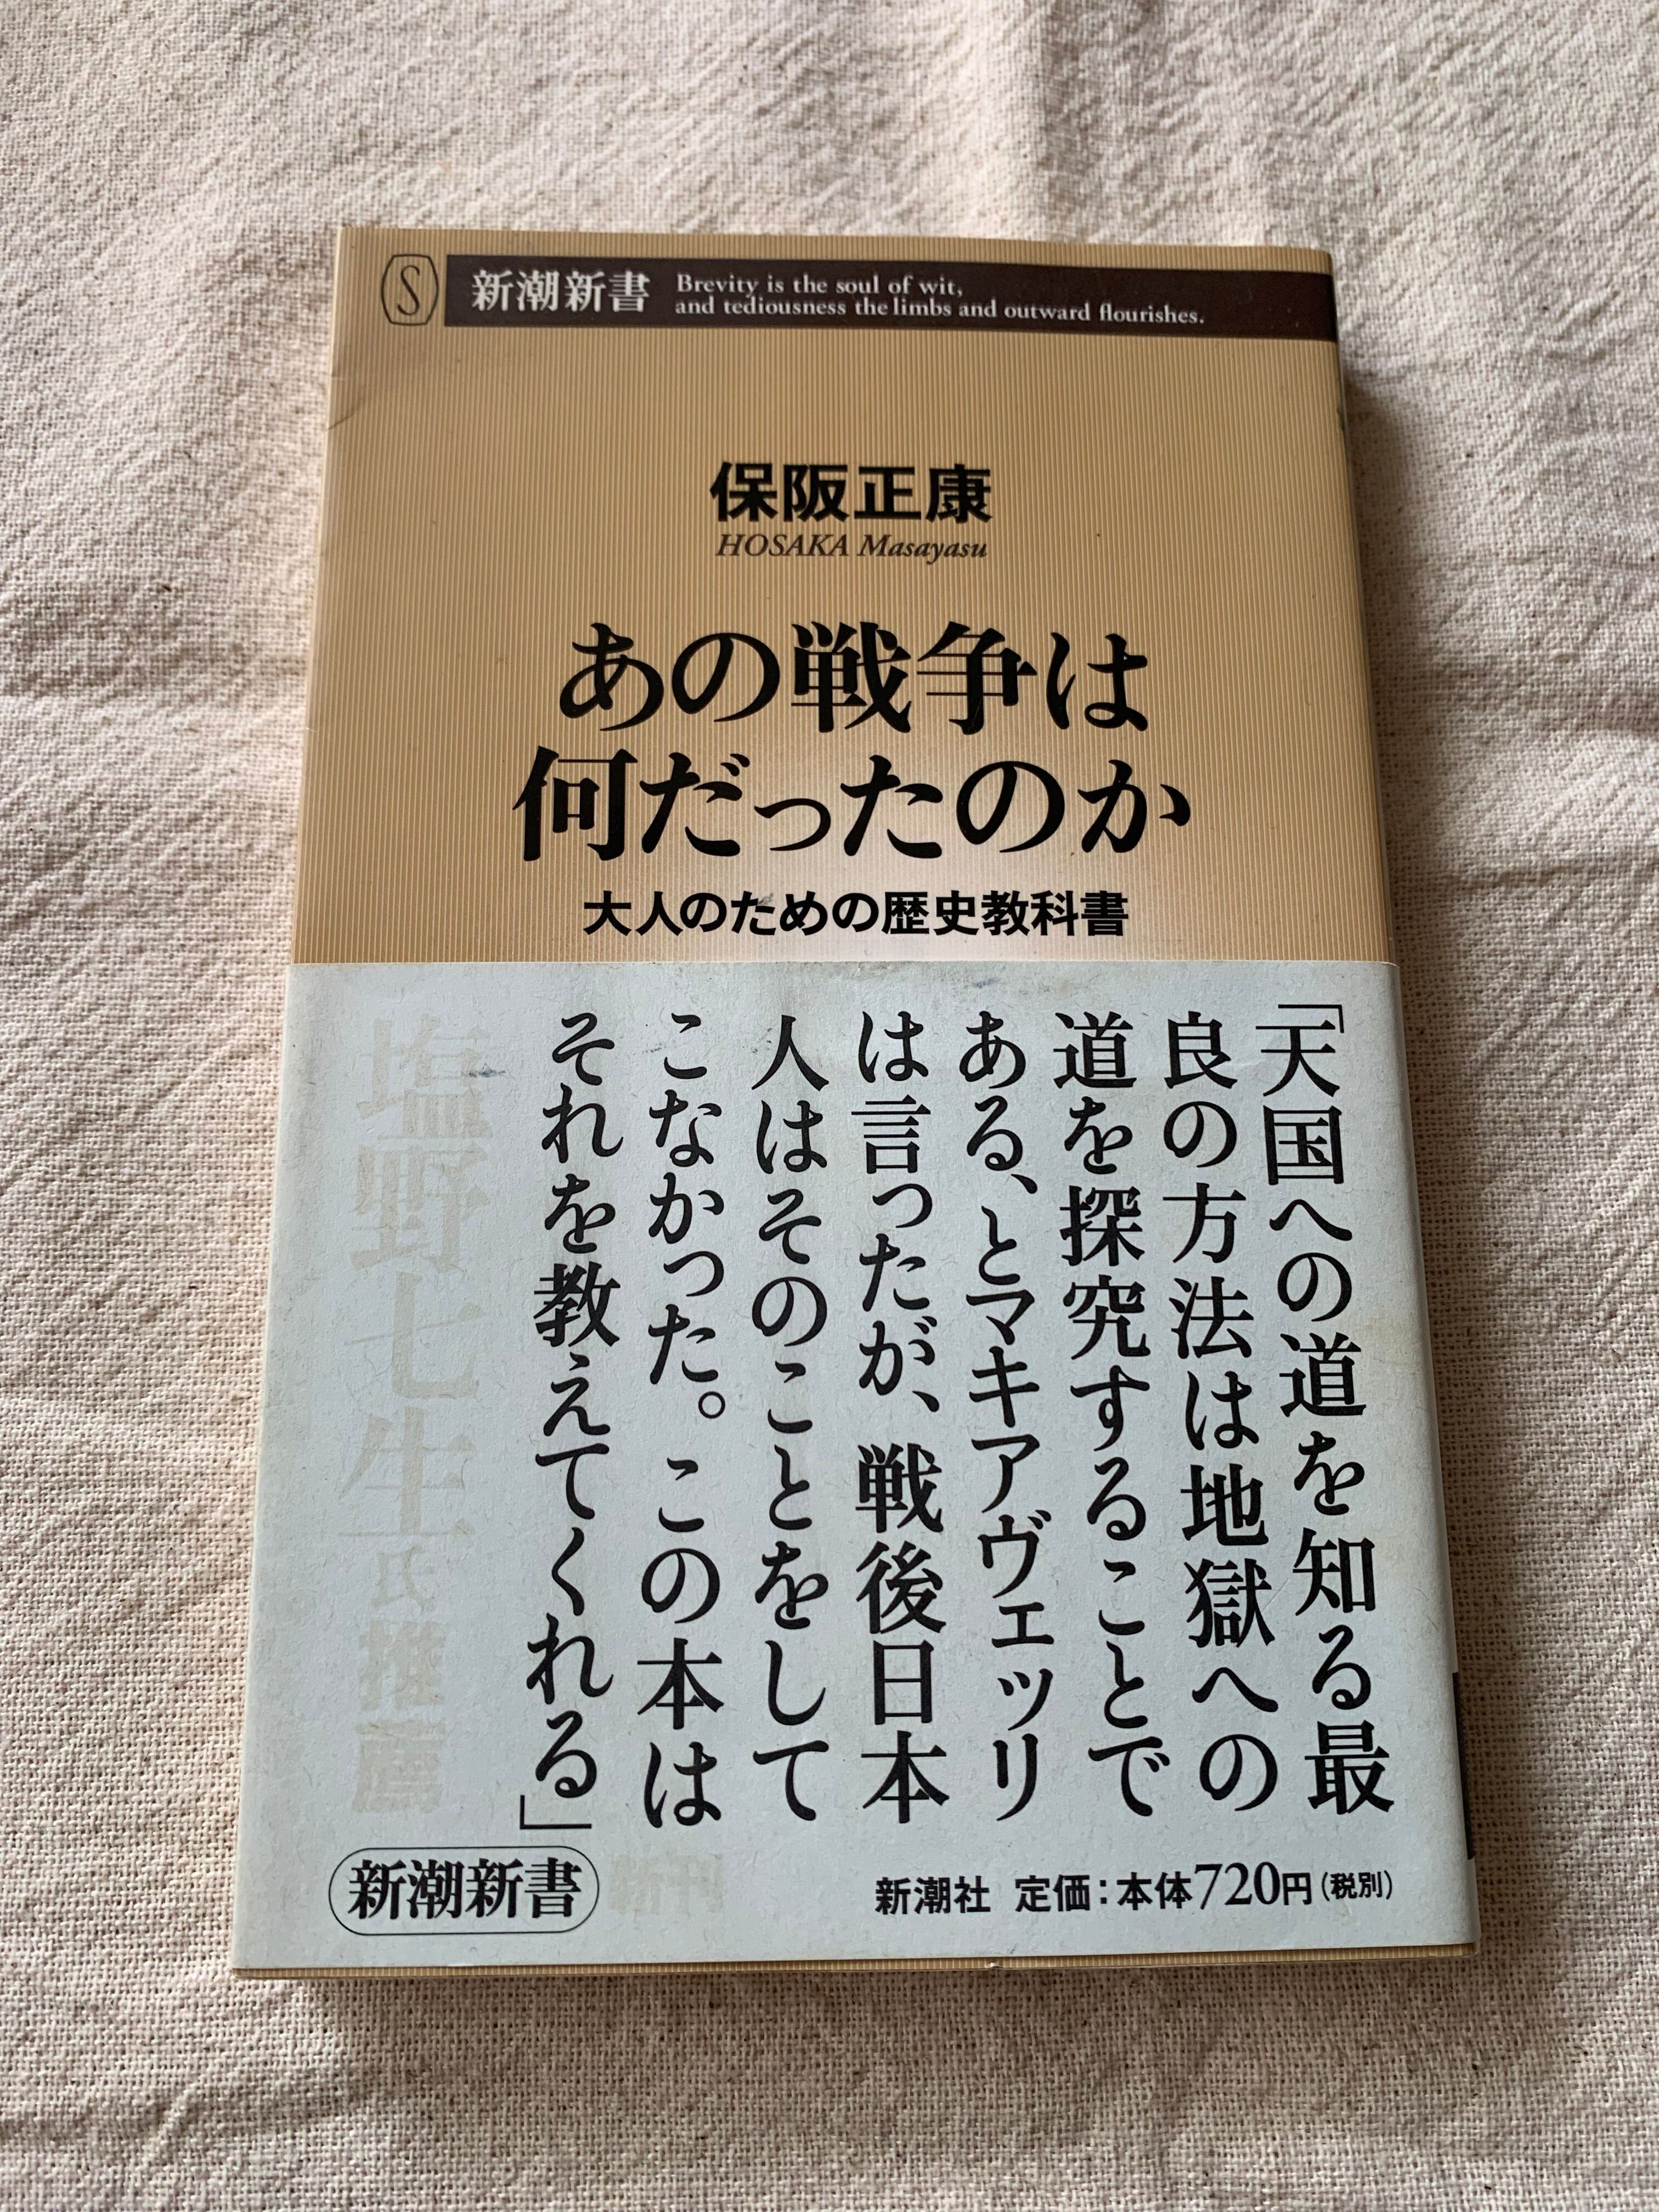 S
新潮新書
Brevity is the soul of wit,
and tediousness the limbs and outward flourishes.
保阪正康
HOSAKA Masayasu
あの戦争は
何だったのか
大人のための歴史教科書
「天国への道を知る最
良の方法は地獄への
道を探究することで
ある、とマキアヴェッリ
は言ったが、戦後日本
人はそのことをして
こなかった。この本は
それを教えてくれる」
塩野七生氏推薦
新潮新書
新刊
新潮社 定価:本体720円(税別)